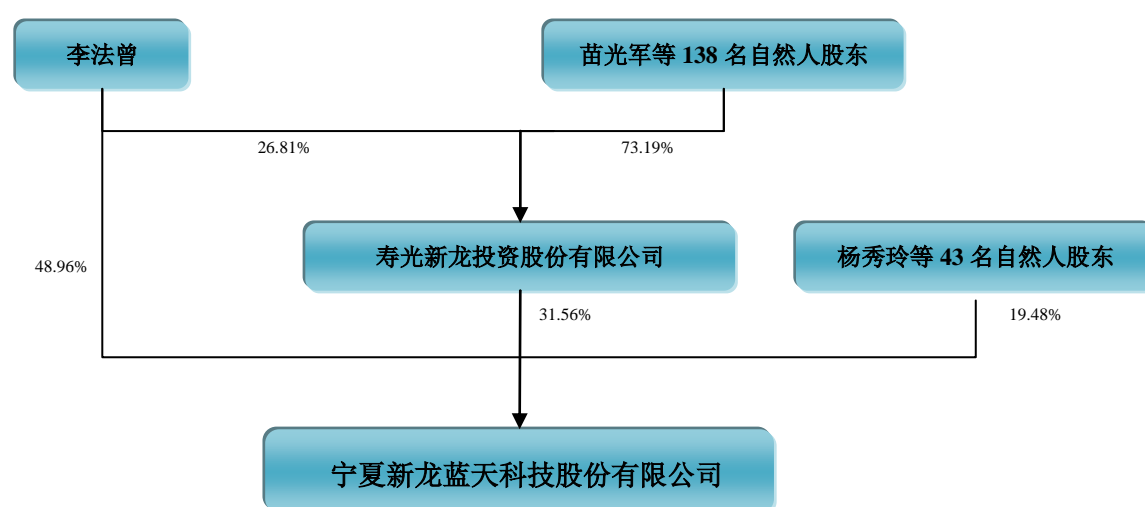 李法曾
苗光军等 138 名自然人股东
26.81%
73.19%
寿光新龙投资股份有限公司
杨秀玲等 43 名自然人股东
48.96%
31.56%
19.48%
宁夏新龙蓝天科技股份有限公司